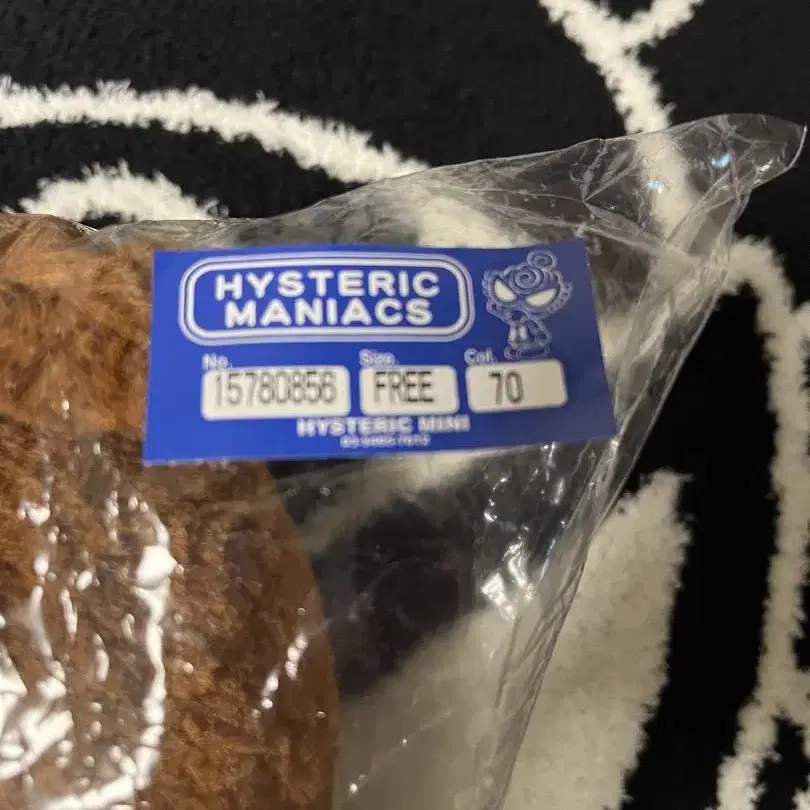 HYSTERIC
MANIACS
No. Size. Col.
15780856 FREE 70
HYSTERIC MINI